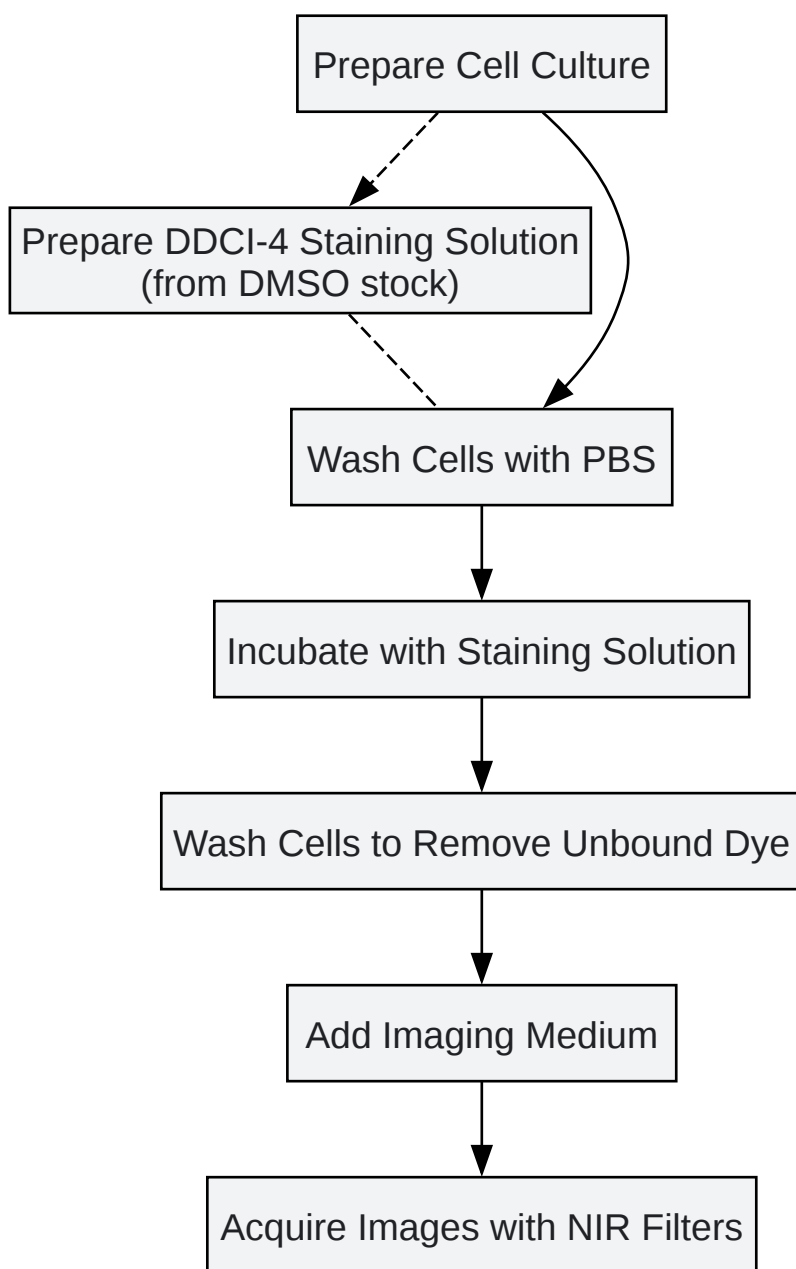 Prepare Cell Culture
Prepare DDCI-4 Staining Solution
(from DMSO stock)
Wash Cells with PBS
Incubate with Staining Solution
Wash Cells to Remove Unbound Dye
Add Imaging Medium
Acquire Images with NIR Filters